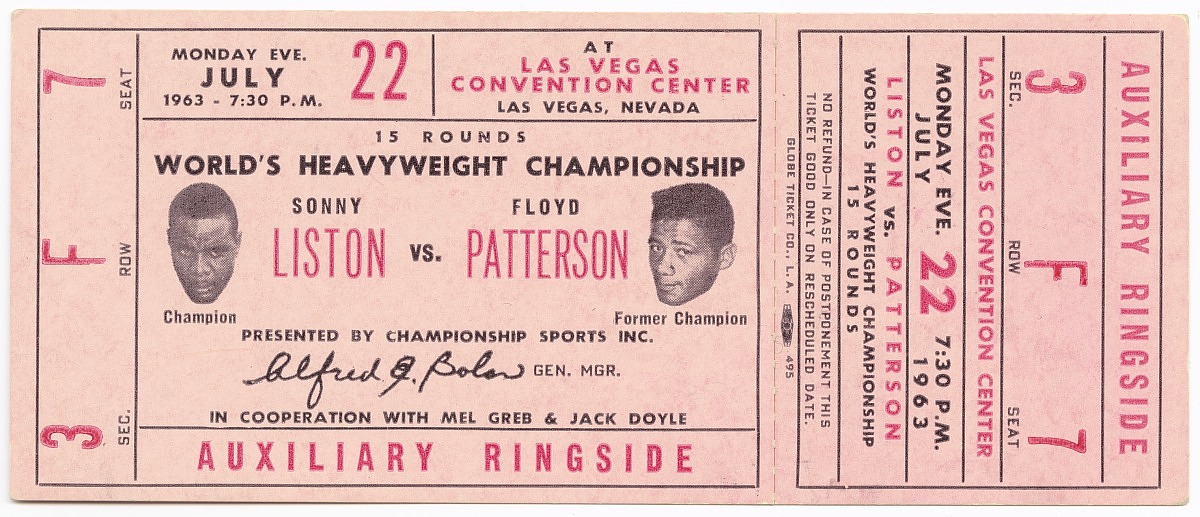 7 SEAT
F ROW
3 SEC.
MONDAY EVE.
JULY 22
1963 - 7:30 P.M.
AT
LAS VEGAS
CONVENTION CENTER
LAS VEGAS, NEVADA
15 ROUNDS
WORLD'S HEAVYWEIGHT CHAMPIONSHIP
SONNY
LISTON vs.
FLOYD
PATTERSON
Champion
Former Champion
PRESENTED BY CHAMPIONSHIP SPORTS INC.
Alfred G. Bolan GEN. MGR.
IN COOPERATION WITH MEL GREB & JACK DOYLE
AUXILIARY RINGSIDE
AUXILIARY RINGSIDE
3 SEC.
F ROW
7 SEAT
LAS VEGAS CONVENTION CENTER
MONDAY EVE. 22 7:30 P.M.
JULY 1963
LISTON vs. PATTERSON
WORLD'S HEAVYWEIGHT CHAMPIONSHIP
15 ROUNDS
NO REFUND—IN CASE OF POSTPONEMENT THIS
TICKET GOOD ONLY ON RESCHEDULED DATE.
GLOBE TICKET CO., L. A. 495